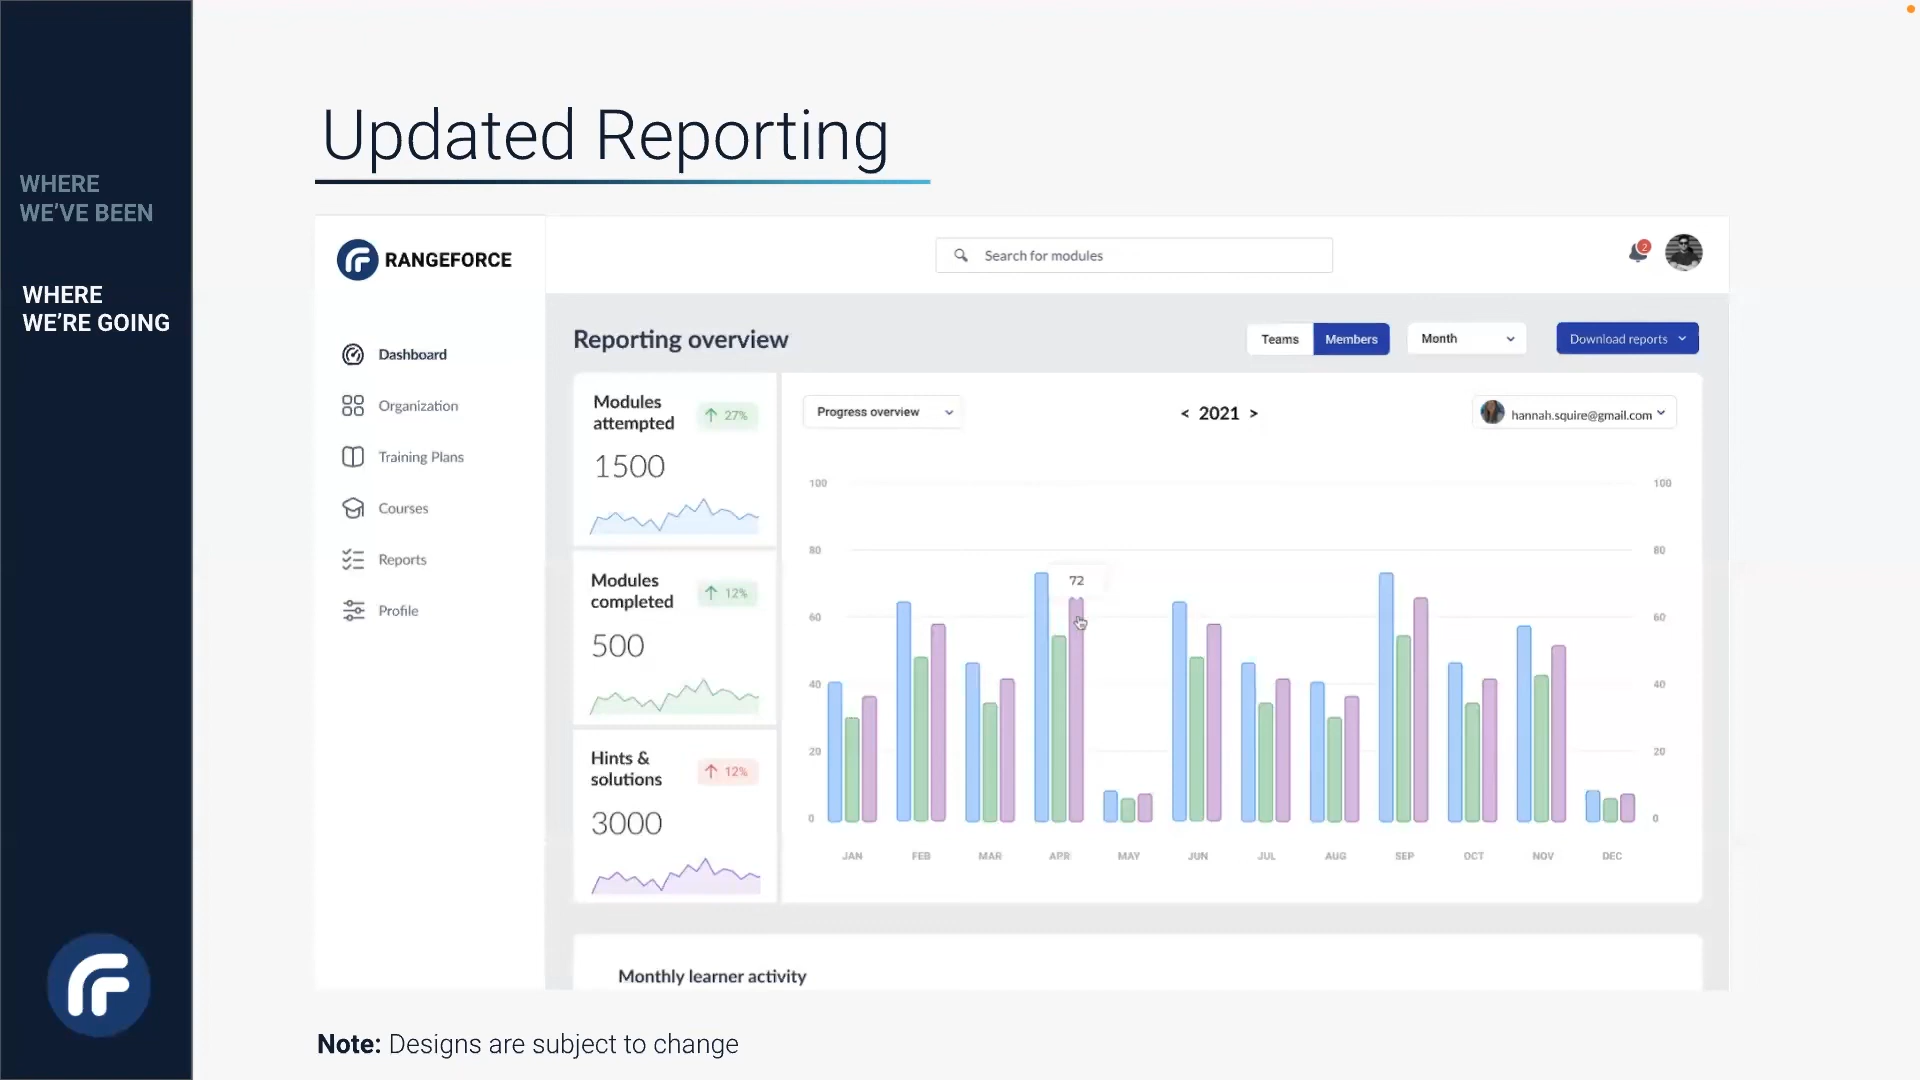 Updated Reporting
WHERE
WE'VE BEEN
WHERE
WE'RE GOING
RANGEFORCE
Search for modules
2
Dashboard
Organization
Training Plans
Courses
Reports
Profile
Reporting overview
Teams Members Month Download reports
Modules
attempted
27%
1500
Modules
completed
12%
500
Hints &
solutions
12%
3000
Progress overview
< 2021 >
hannah.squire@gmail.com
100 100
80 80
72
60 60
40 40
20 20
0 0
JAN FEB MAR APR MAY JUN JUL AUG SEP OCT NOV DEC
Monthly learner activity
Note: Designs are subject to change